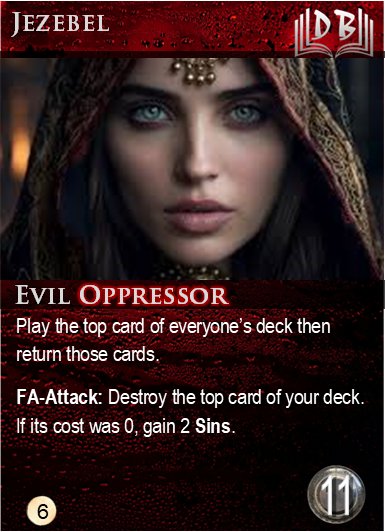 JEZEBEL
DB
EVIL OPPRESSOR
Play the top card of everyone's deck then
return those cards.
FA-Attack: Destroy the top card of your deck.
If its cost was 0, gain 2 Sins.
6
11